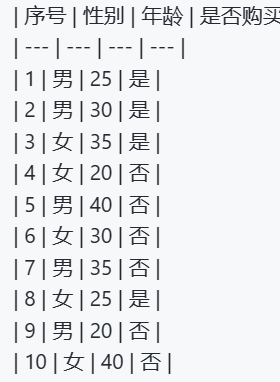 | 序号 | 性别 | 年龄 | 是否购买
| --- | --- | --- | --- |
| 1 | 男 | 25 | 是 |
| 2 | 男 | 30 | 是 |
| 3 | 女 | 35 | 是 |
| 4 | 女 | 20 | 否 |
| 5 | 男 | 40 | 否 |
| 6 | 女 | 30 | 否 |
| 7 | 男 | 35 | 否 |
| 8 | 女 | 25 | 是 |
| 9 | 男 | 20 | 否 |
| 10 | 女 | 40 | 否 |